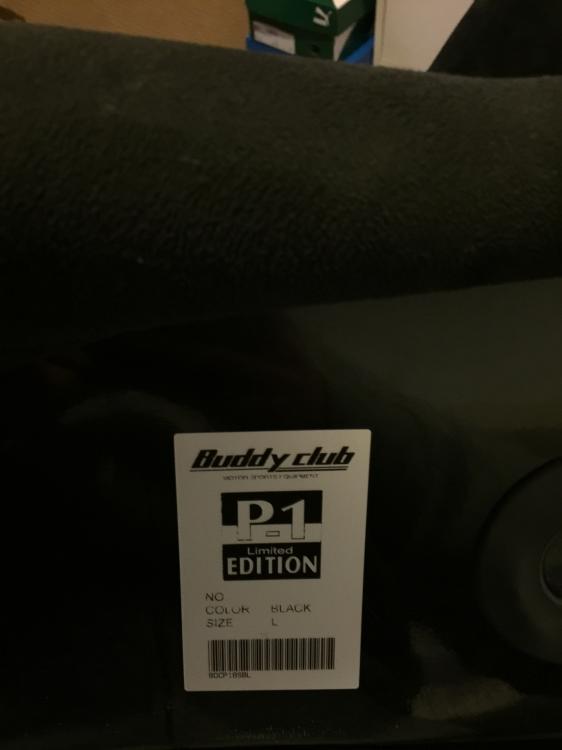 Buddy club
MOTOR SPORTS EQUIPMENT
P-1
Limited
EDITION
NO
COLOR BLACK
SIZE L